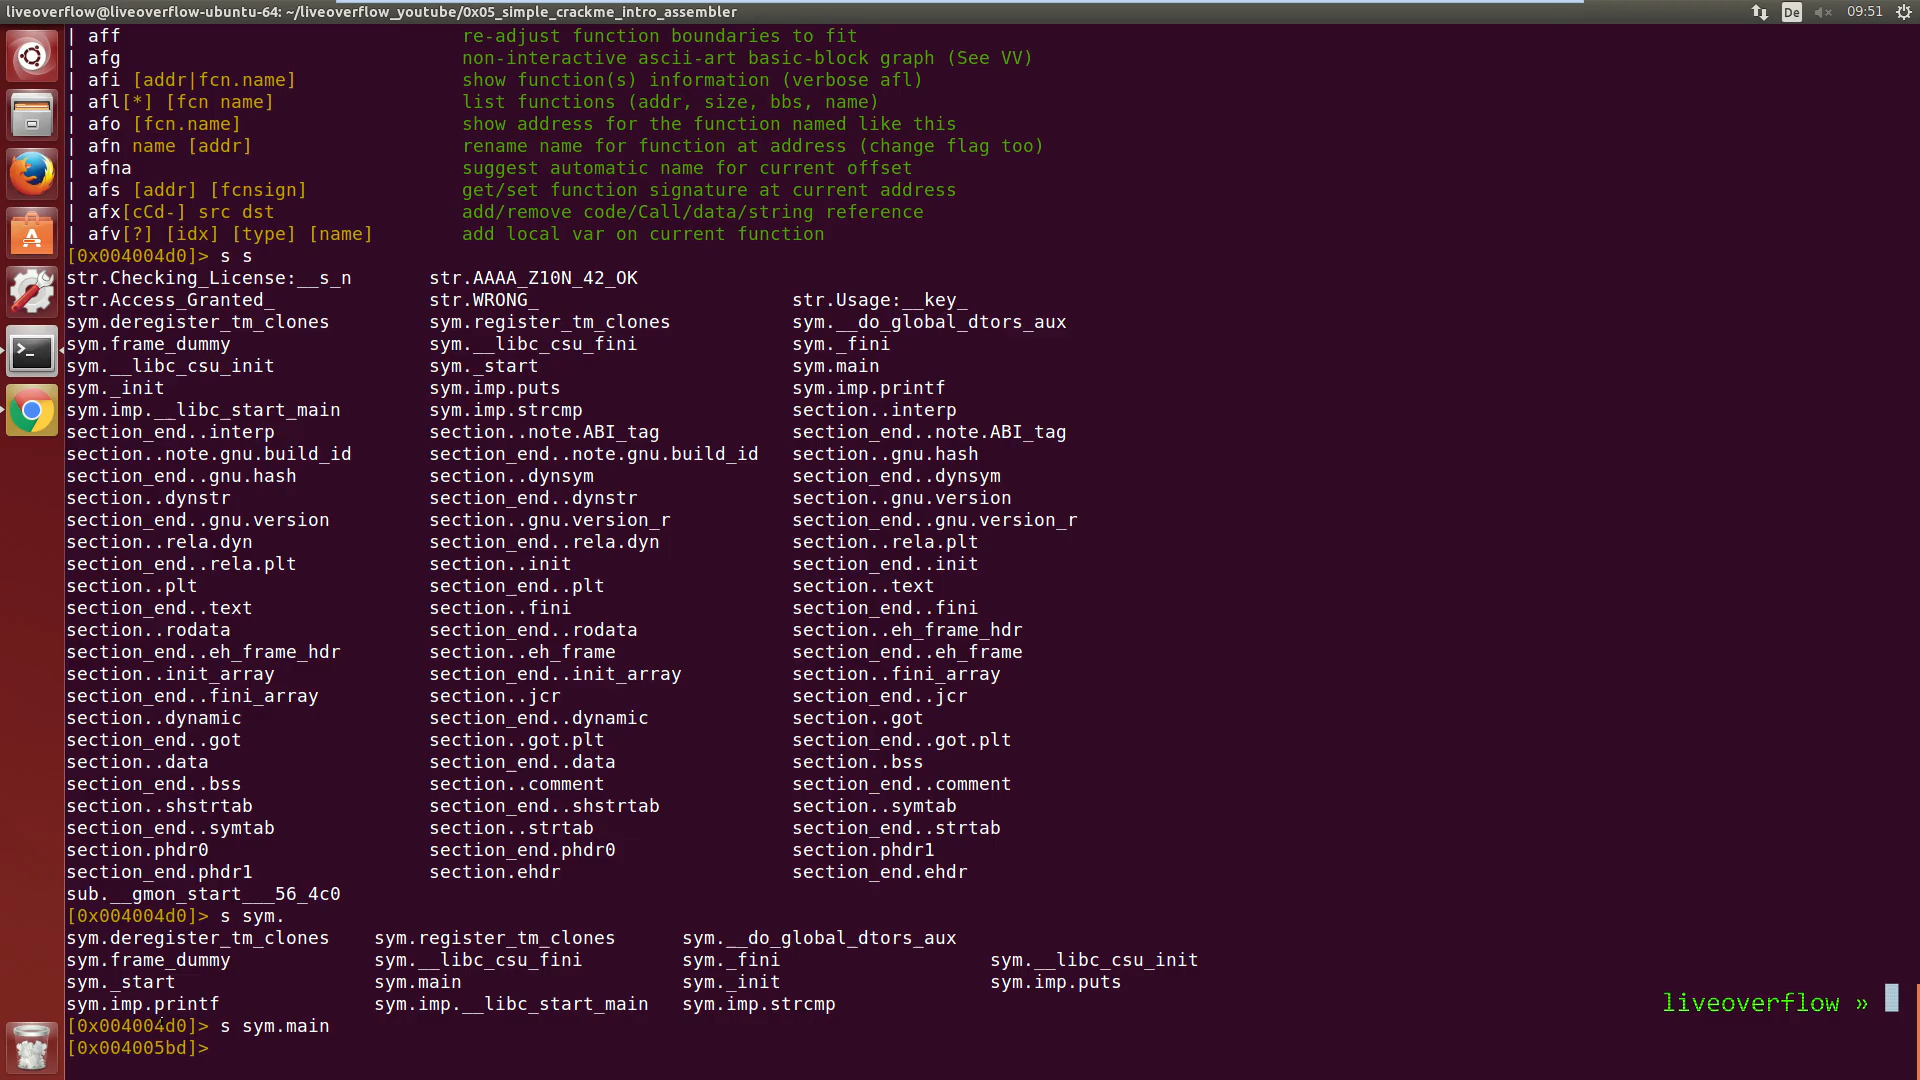 liveoverflow@liveoverflow-ubuntu-64: ~/liveoverflow_youtube/0x05_simple_crackme_intro_assembler De 09:51
| aff re-adjust function boundaries to fit
| afg non-interactive ascii-art basic-block graph (See VV)
| afi [addr|fcn.name] show function(s) information (verbose afl)
| afl[*] [fcn name] list functions (addr, size, bbs, name)
| afo [fcn.name] show address for the function named like this
| afn name [addr] rename name for function at address (change flag too)
| afna suggest automatic name for current offset
| afs [addr] [fcnsign] get/set function signature at current address
| afx[cCd-] src dst add/remove code/Call/data/string reference
| afv[?] [idx] [type] [name] add local var on current function
[0x004004d0]> s s
str.Checking_License:__s_n str.AAAA_Z10N_42_OK
str.Access_Granted_ str.WRONG_ str.Usage:__key_
sym.deregister_tm_clones sym.register_tm_clones sym.__do_global_dtors_aux
sym.frame_dummy sym.__libc_csu_fini sym._fini
sym.__libc_csu_init sym._start sym.main
sym._init sym.imp.puts sym.imp.printf
sym.imp.__libc_start_main sym.imp.strcmp section..interp
section_end..interp section..note.ABI_tag section_end..note.ABI_tag
section..note.gnu.build_id section_end..note.gnu.build_id section..gnu.hash
section_end..gnu.hash section..dynsym section_end..dynsym
section..dynstr section_end..dynstr section..gnu.version
section_end..gnu.version section..gnu.version_r section_end..gnu.version_r
section..rela.dyn section_end..rela.dyn section..rela.plt
section_end..rela.plt section..init section_end..init
section..plt section_end..plt section..text
section_end..text section..fini section_end..fini
section..rodata section_end..rodata section..eh_frame_hdr
section_end..eh_frame_hdr section..eh_frame section_end..eh_frame
section..init_array section_end..init_array section..fini_array
section_end..fini_array section..jcr section_end..jcr
section..dynamic section_end..dynamic section..got
section_end..got section..got.plt section_end..got.plt
section..data section_end..data section..bss
section_end..bss section..comment section_end..comment
section..shstrtab section_end..shstrtab section..symtab
section_end..symtab section..strtab section_end..strtab
section.phdr0 section_end.phdr0 section.phdr1
section_end.phdr1 section.ehdr section_end.ehdr
sub.__gmon_start___56_4c0
[0x004004d0]> s sym.
sym.deregister_tm_clones sym.register_tm_clones sym.__do_global_dtors_aux
sym.frame_dummy sym.__libc_csu_fini sym._fini sym.__libc_csu_init
sym._start sym.main sym._init sym.imp.puts
sym.imp.printf sym.imp.__libc_start_main sym.imp.strcmp
liveoverflow »
[0x004004d0]> s sym.main
[0x004005bd]>